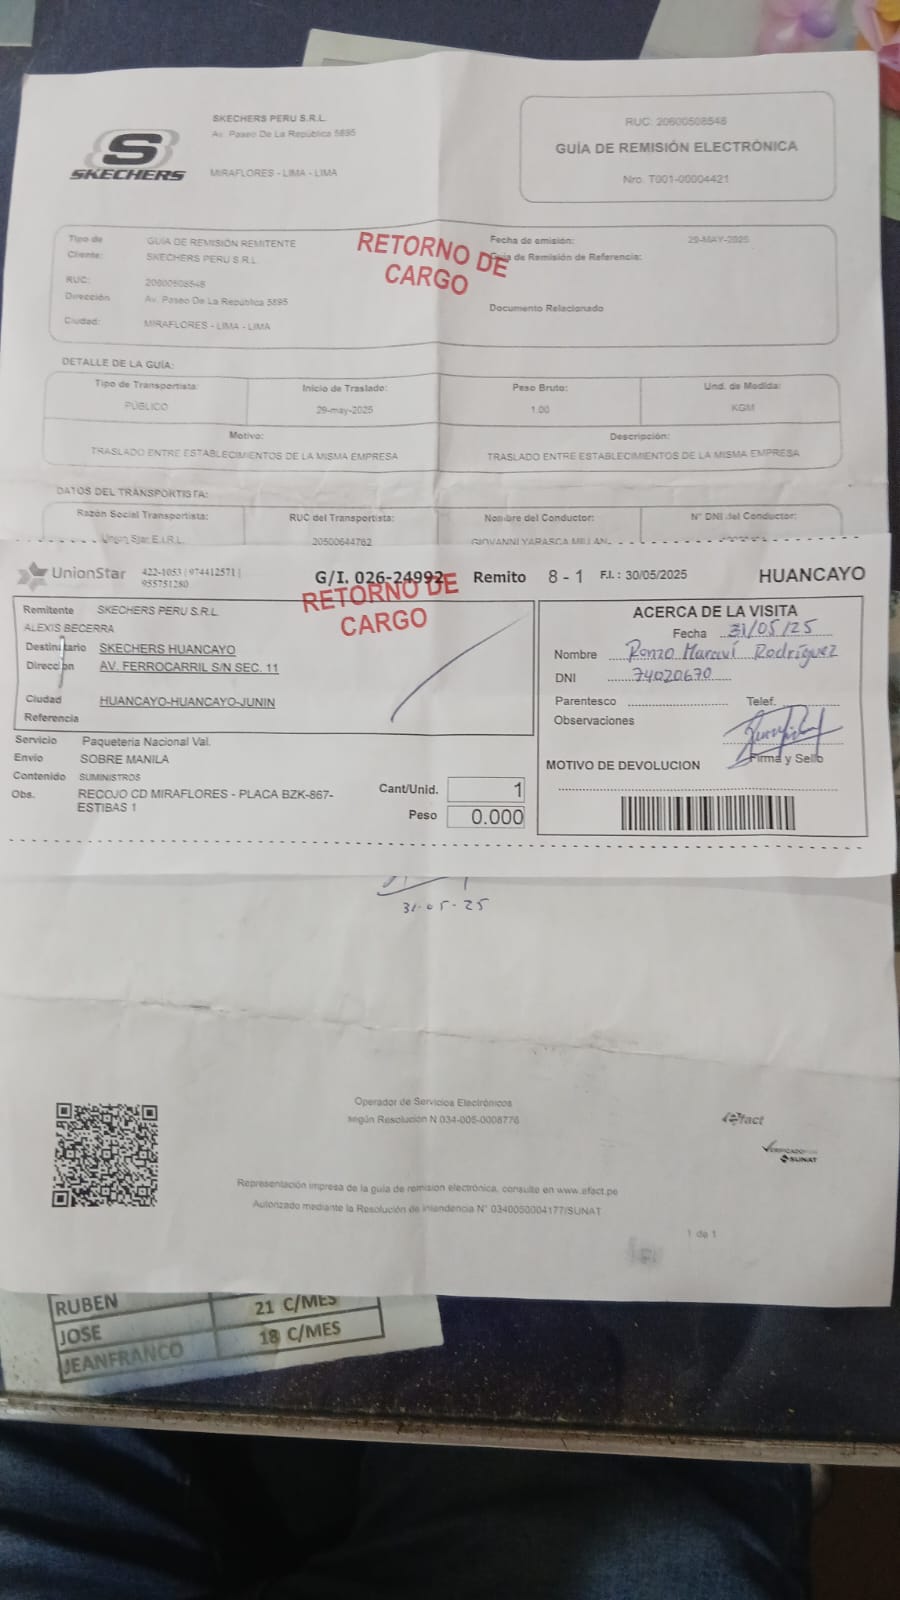 SKECHERS
SKECHERS PERU S.R.L.
Av. Paseo De La República 5895
MIRAFLORES - LIMA - LIMA
RUC: 20600508548
GUÍA DE REMISIÓN ELECTRÓNICA
Nro. T001-00004421
Tipo de GUIA DE REMISIÓN REMITENTE
Cliente: SKECHERS PERU S.R.L.
RUC: 20600508548
Dirección Av. Paseo De La República 5895
Ciudad: MIRAFLORES - LIMA - LIMA
RETORNO DE
CARGO
Fecha de emisión: 29-MAY-2025
Guia de Remisión de Referencia:
Documento Relacionado
DETALLE DE LA GUÍA:
Tipo de Transportista: Inicio de Traslado: Peso Bruto: Und. de Medida:
PÚBLICO 29-may-2025 1.00 KGM
Motivo: Descripción:
TRASLADO ENTRE ESTABLECIMIENTOS DE LA MISMA EMPRESA TRASLADO ENTRE ESTABLECIMIENTOS DE LA MISMA EMPRESA
DATOS DEL TRANSPORTISTA:
Razón Social Transportista: RUC del Transportista: Nombre del Conductor: N° DNI del Conductor:
Union Star E.I.R.L. 20500644762 GIOVANNI YARASCA
UnionStar 422-1053 | 974412571 |
955751280
G/I. 026-24992 Remito 8 - 1 F.I. : 30/05/2025 HUANCAYO
RETORNO DE
CARGO
Remitente SKECHERS PERU S.R.L.
ALEXIS BECERRA
Destinatario SKECHERS HUANCAYO
Dirección AV. FERROCARRIL S/N SEC. 11
Ciudad HUANCAYO-HUANCAYO-JUNIN
Referencia
Servicio Paqueteria Nacional Val.
Envío SOBRE MANILA
Contenido SUMINISTROS
Obs. RECOJO CD MIRAFLORES - PLACA BZK-867-
ESTIBAS 1
Cant/Unid. 1
Peso 0.000
ACERCA DE LA VISITA
Fecha 31/05/25
Nombre Renzo Maraví Rodríguez
DNI 74020670
Parentesco Telef.
Observaciones
Firma y Sello
MOTIVO DE DEVOLUCION
31-05-25
Operador de Servicios Electrónicos
según Resolución N 034-005-0008776
efact
VERIFICADO POR
SUNAT
Representación impresa de la guía de remision electrónica, consulte en www.efact.pe
Autorizado mediante la Resolución de intendencia N° 0340050004177/SUNAT
1 de 1
RUBEN 21 C/MES
JOSE 18 C/MES
JEANFRANCO